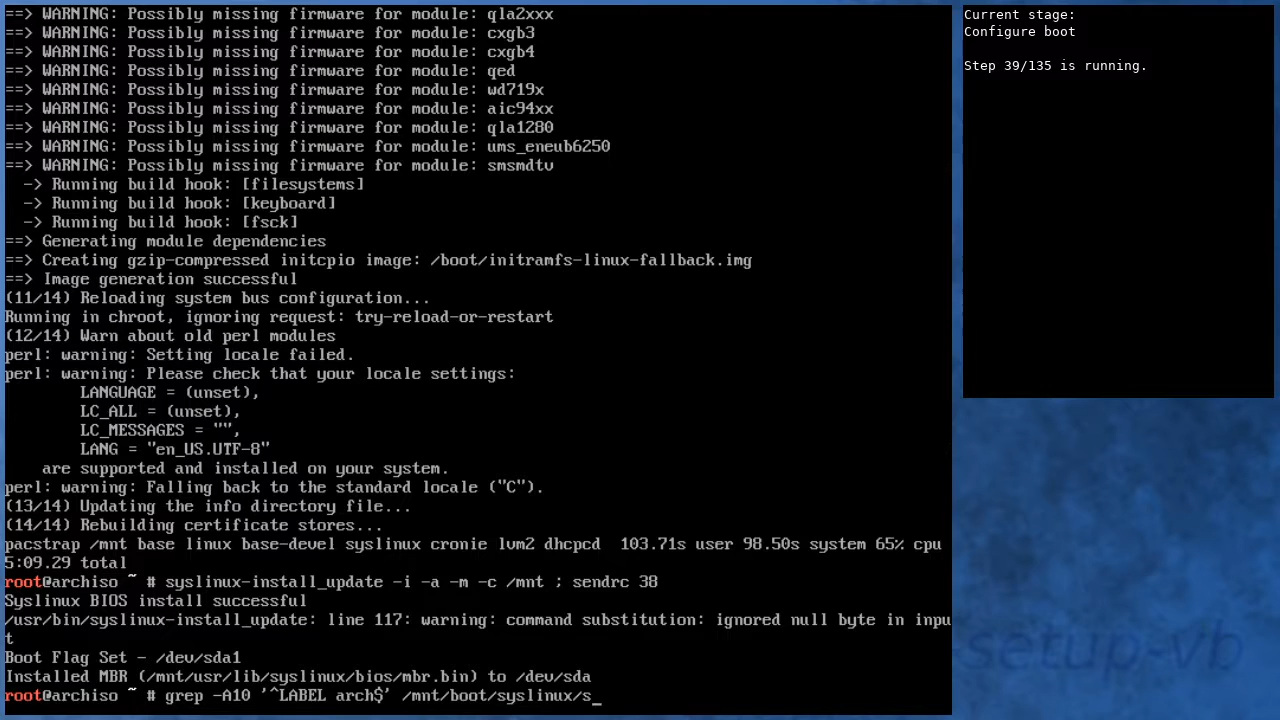 ==> WARNING: Possibly missing firmware for module: qla2xxx
==> WARNING: Possibly missing firmware for module: cxgb3
==> WARNING: Possibly missing firmware for module: cxgb4
==> WARNING: Possibly missing firmware for module: qed
==> WARNING: Possibly missing firmware for module: wd719x
==> WARNING: Possibly missing firmware for module: aic94xx
==> WARNING: Possibly missing firmware for module: qla1280
==> WARNING: Possibly missing firmware for module: ums_eneub6250
==> WARNING: Possibly missing firmware for module: smsmdtv
  -> Running build hook: [filesystems]
  -> Running build hook: [keyboard]
  -> Running build hook: [fsck]
==> Generating module dependencies
==> Creating gzip-compressed initcpio image: /boot/initramfs-linux-fallback.img
==> Image generation successful
(11/14) Reloading system bus configuration...
Running in chroot, ignoring request: try-reload-or-restart
(12/14) Warn about old perl modules
perl: warning: Setting locale failed.
perl: warning: Please check that your locale settings:
        LANGUAGE = (unset),
        LC_ALL = (unset),
        LC_MESSAGES = "",
        LANG = "en_US.UTF-8"
    are supported and installed on your system.
perl: warning: Falling back to the standard locale ("C").
(13/14) Updating the info directory file...
(14/14) Rebuilding certificate stores...
pacstrap /mnt base linux base-devel syslinux cronie lvm2 dhcpcd  103.71s user 98.50s system 65% cpu
5:09.29 total
root@archiso ~ # syslinux-install_update -i -a -m -c /mnt ; sendrc 38
Syslinux BIOS install successful
/usr/bin/syslinux-install_update: line 117: warning: command substitution: ignored null byte in inpu
t
Boot Flag Set - /dev/sda1
Installed MBR (/mnt/usr/lib/syslinux/bios/mbr.bin) to /dev/sda
root@archiso ~ # grep -A10 '^LABEL arch$' /mnt/boot/syslinux/s_
Current stage:
Configure boot
Step 39/135 is running.
setup-vb